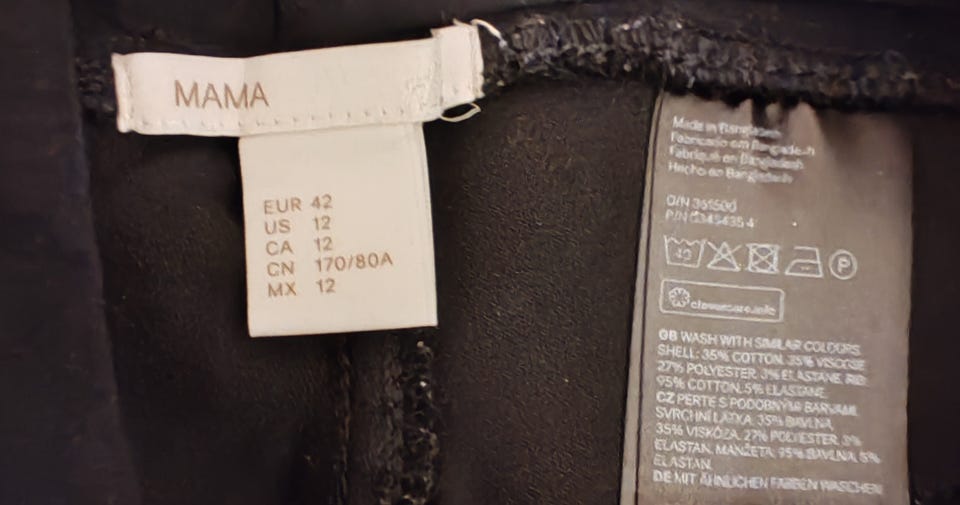 MAMA
EUR 42
US 12
CA 12
CN 170/80A
MX 12
Made in Bangladesh
Fabricado em Bangladesh
Fabriqué en Bangladesh
Hecho en Bangladesh
O/N
P/N
40
P
clevercare.info
GB WASH WITH SIMILAR COLOURS
SHELL: 35% COTTON, 35% VISCOSE
27% POLYESTER, 3% ELASTANE, RIB:
95% COTTON, 5% ELASTANE
CZ PERTE S PODOBNÝMI BARVAMI
SVRCHNÍ LÁTKA: 35% BAVLNA,
35% VISKÓZA, 27% POLYESTER, 3%
ELASTAN, MANŽETA: 95% BAVLNA, 5%
ELASTAN.
DE MIT ÄHNLICHEN FARBEN WASCHEN